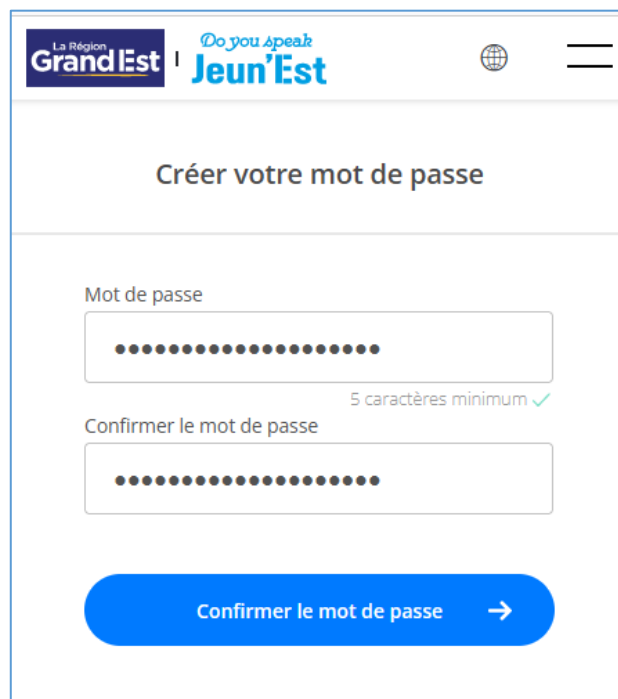 La Région
Grand Est
Do you speak
Jeun'Est
Créer votre mot de passe
Mot de passe
••••••••••••••••••••
5 caractères minimum ✓
Confirmer le mot de passe
••••••••••••••••••••
Confirmer le mot de passe →